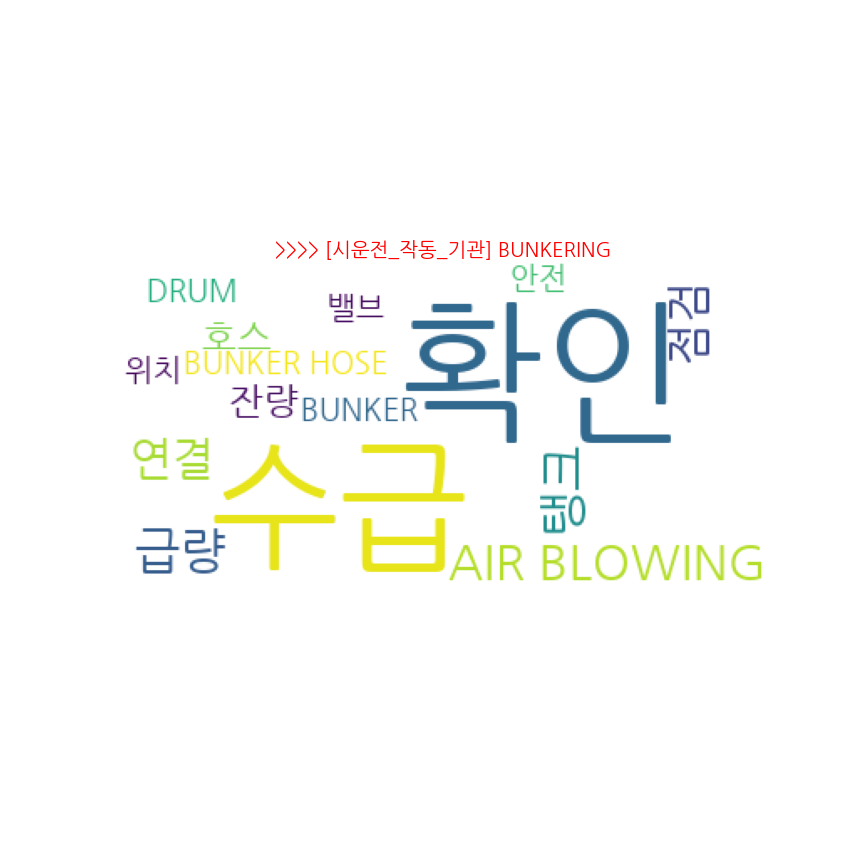 >>>> [시운전_작동_기관] BUNKERING
안전
DRUM
밸브
점검
호스
확인
BUNKER HOSE
위치
잔량
BUNKER
연결
수급
탱크
급량
AIR BLOWING